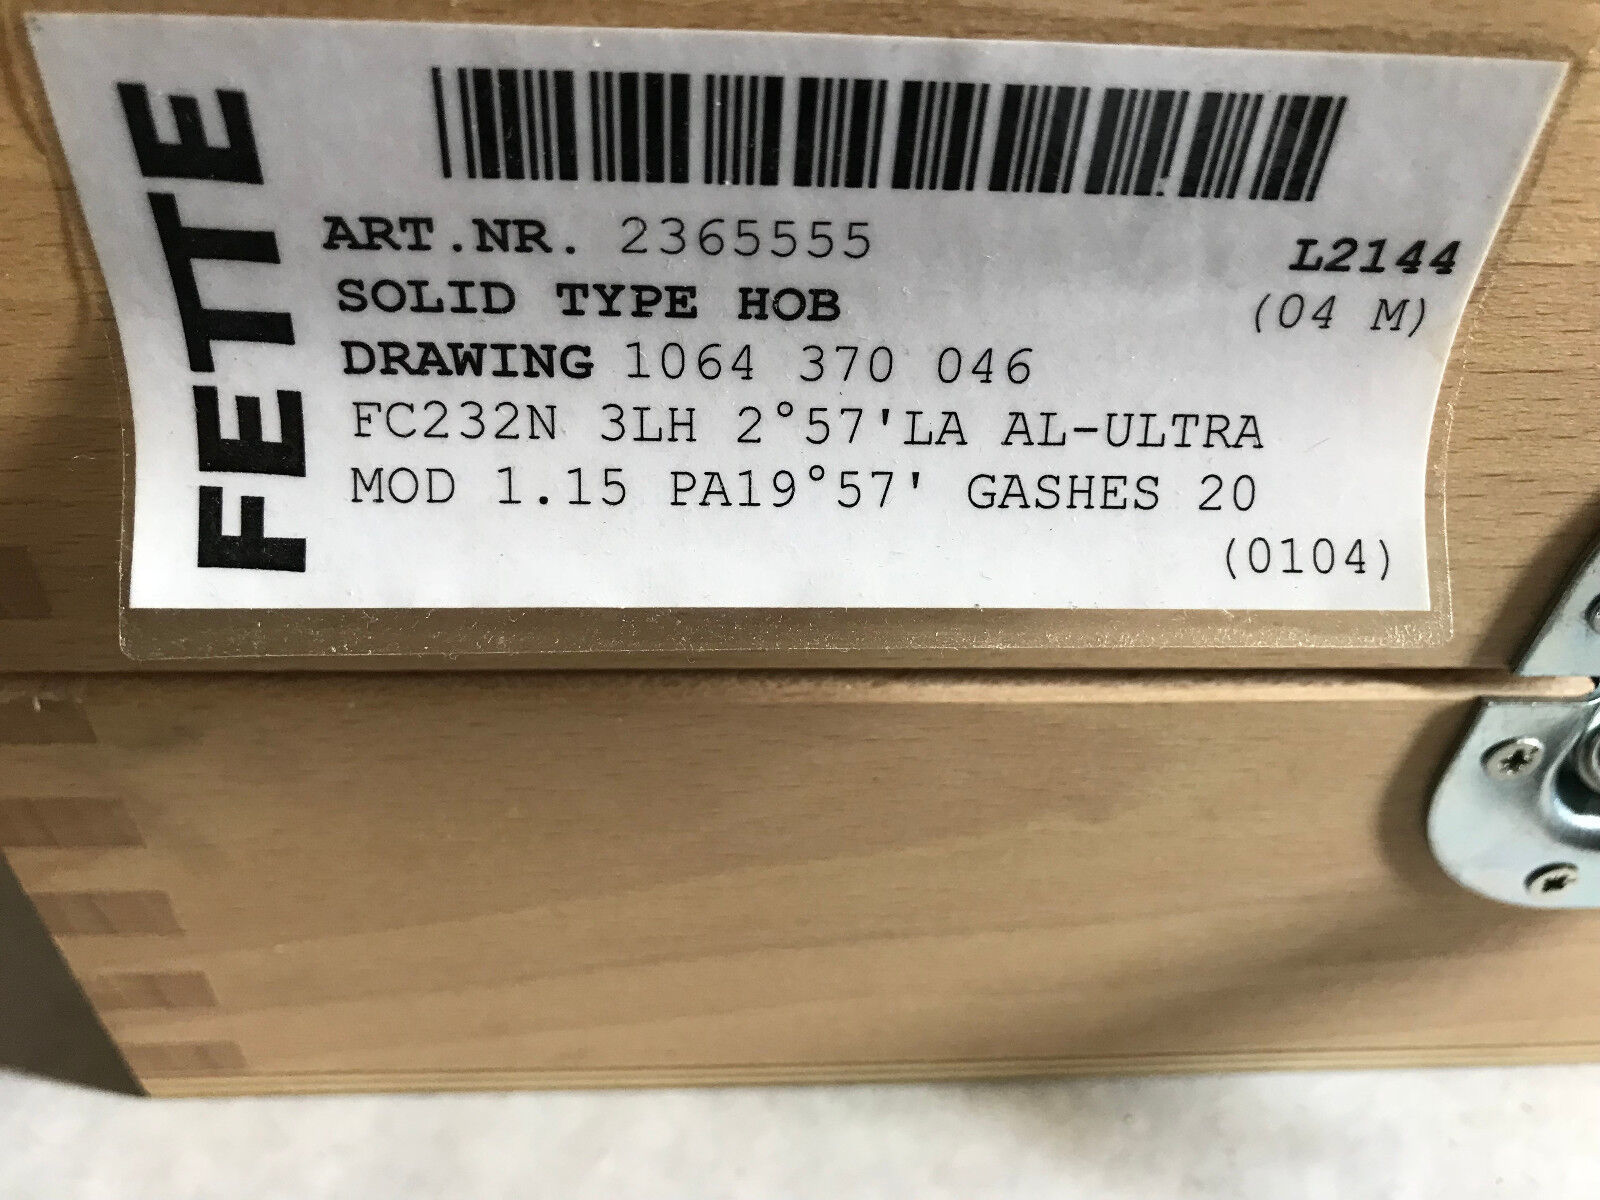 FETTE
ART.NR. 2365555
L2144
SOLID TYPE HOB
(04 M)
DRAWING 1064 370 046
FC232N 3LH 2°57'LA AL-ULTRA
MOD 1.15 PA19°57' GASHES 20
(0104)